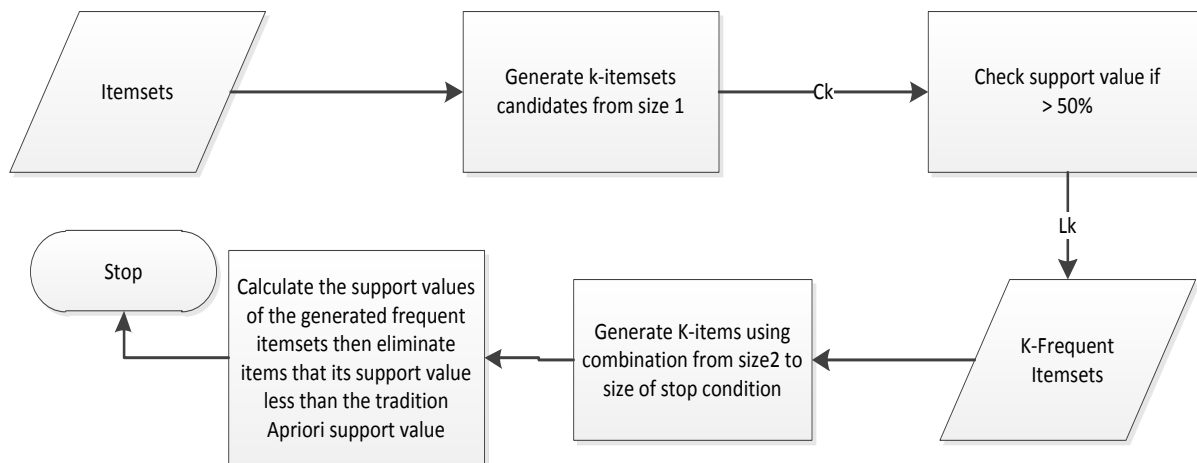 Itemsets
Generate k-itemsets
candidates from size 1
Ck
Check support value if
> 50%
Lk
K-Frequent
Itemsets
Generate K-items using
combination from size2 to
size of stop condition
Calculate the support values
of the generated frequent
itemsets then eliminate
items that its support value
less than the tradition
Apriori support value
Stop